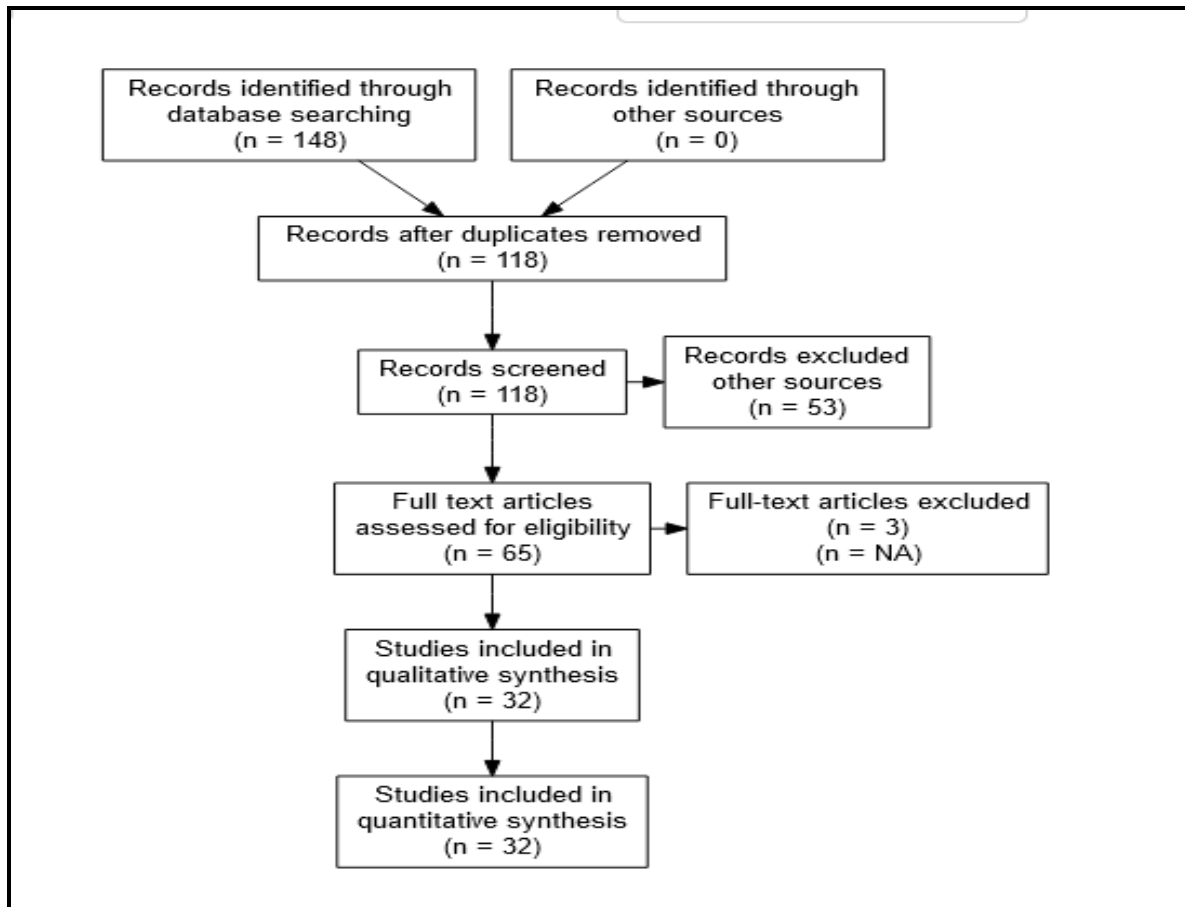 Records identified through
database searching
(n = 148)
Records identified through
other sources
(n = 0)
Records after duplicates removed
(n = 118)
Records screened
(n = 118)
Records excluded
other sources
(n = 53)
Full text articles
assessed for eligibility
(n = 65)
Full-text articles excluded
(n = 3)
(n = NA)
Studies included in
qualitative synthesis
(n = 32)
Studies included in
quantitative synthesis
(n = 32)